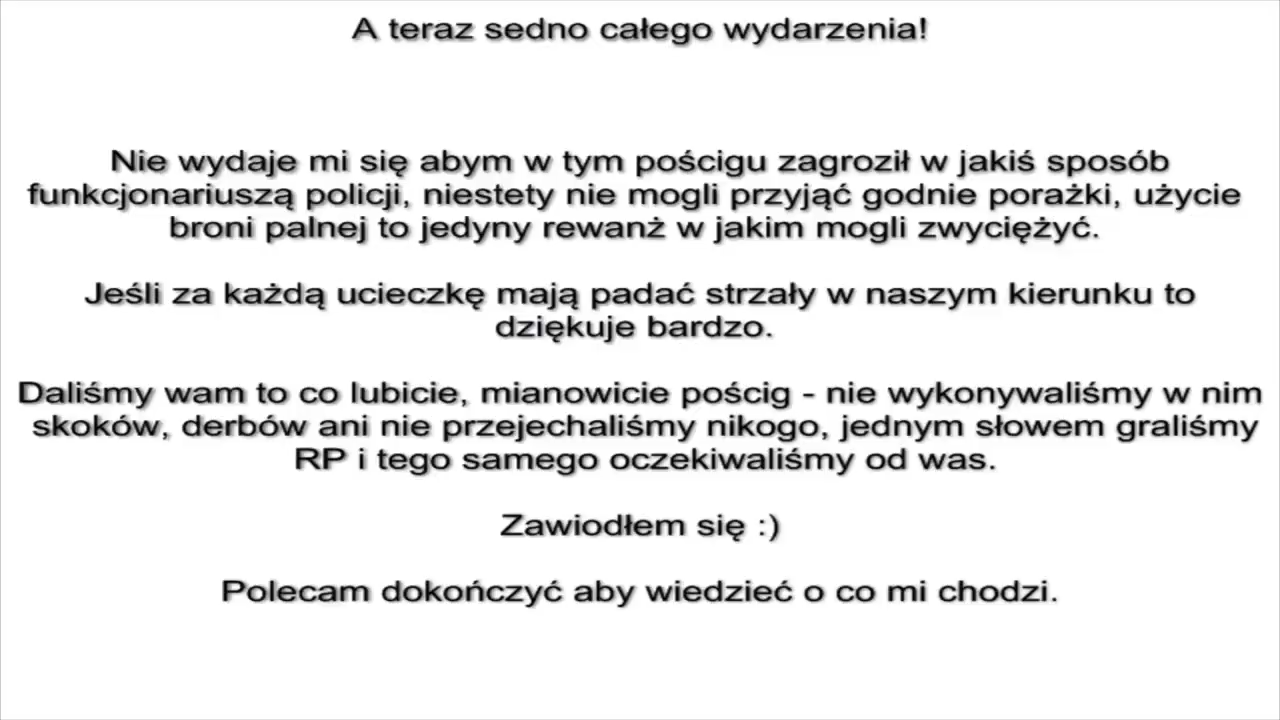 A teraz sedno całego wydarzenia!
Nie wydaje mi się abym w tym pościgu zagroził w jakiś sposób
funkcjonariuszą policji, niestety nie mogli przyjąć godnie porażki, użycie
broni palnej to jedyny rewanż w jakim mogli zwyciężyć.
Jeśli za każdą ucieczkę mają padać strzały w naszym kierunku to
dziękuje bardzo.
Daliśmy wam to co lubicie, mianowicie pościg - nie wykonywaliśmy w nim
skoków, derbów ani nie przejechaliśmy nikogo, jednym słowem graliśmy
RP i tego samego oczekiwaliśmy od was.
Zawiodłem się :)
Polecam dokończyć aby wiedzieć o co mi chodzi.